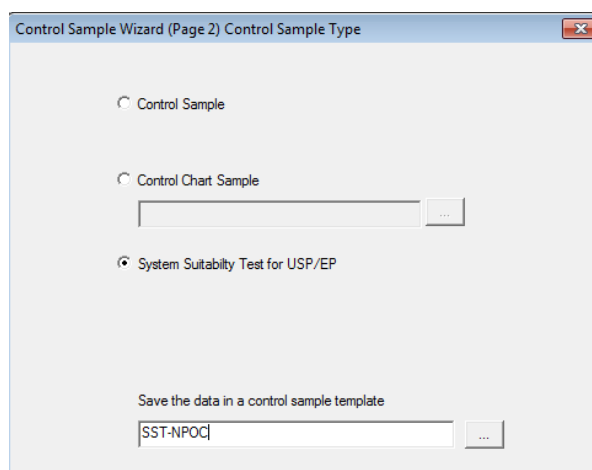 Control Sample Wizard (Page 2) Control Sample Type
Control Sample
Control Chart Sample
...
System Suitabilty Test for USP/EP
Save the data in a control sample template
SST-NPOC
...